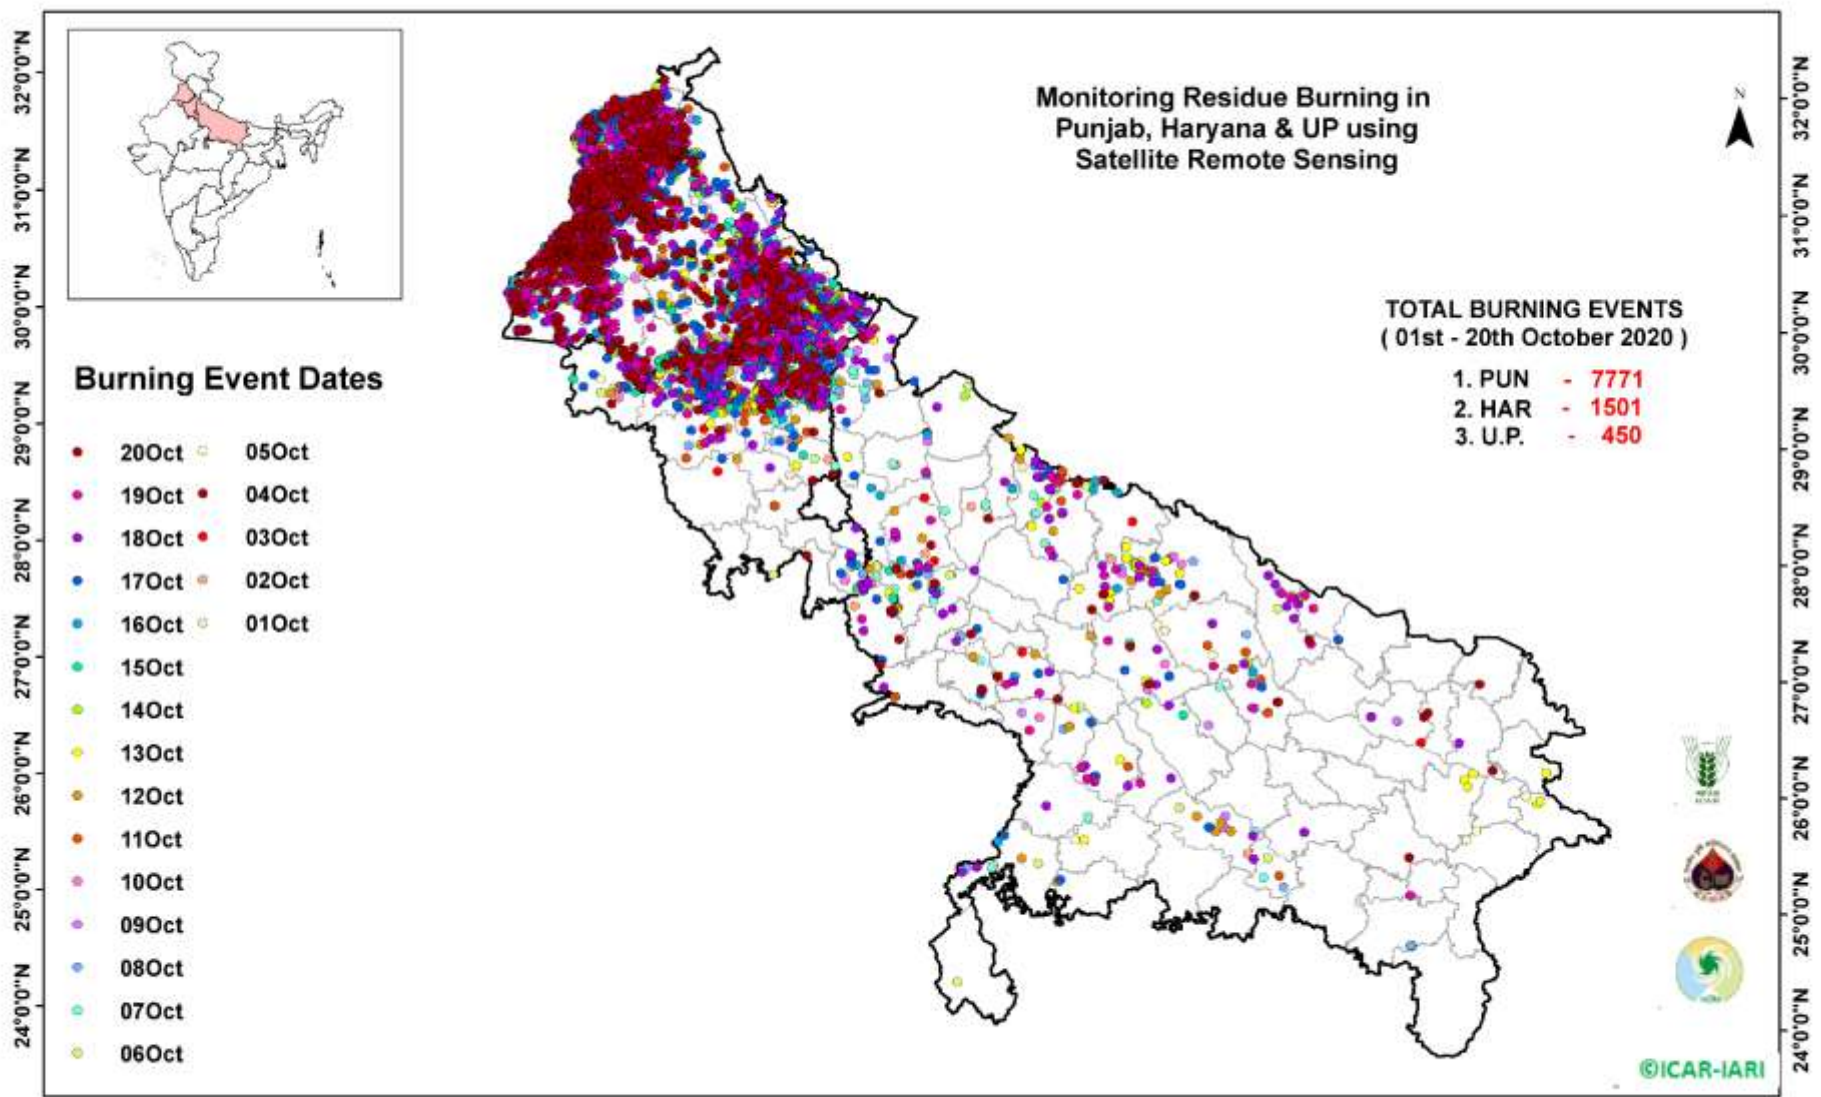 Monitoring Residue Burning in
Punjab, Haryana & UP using
Satellite Remote Sensing
N
TOTAL BURNING EVENTS
( 01st - 20th October 2020 )
1. PUN - 7771
2. HAR - 1501
3. U.P. - 450
Burning Event Dates
20Oct 05Oct
19Oct 04Oct
18Oct 03Oct
17Oct 02Oct
16Oct 01Oct
15Oct
14Oct
13Oct
12Oct
11Oct
10Oct
09Oct
08Oct
07Oct
06Oct
32°0'0"N
31°0'0"N
30°0'0"N
29°0'0"N
28°0'0"N
27°0'0"N
26°0'0"N
25°0'0"N
24°0'0"N
32°0'0"N
31°0'0"N
30°0'0"N
29°0'0"N
28°0'0"N
27°0'0"N
26°0'0"N
25°0'0"N
24°0'0"N
©ICAR-IARI